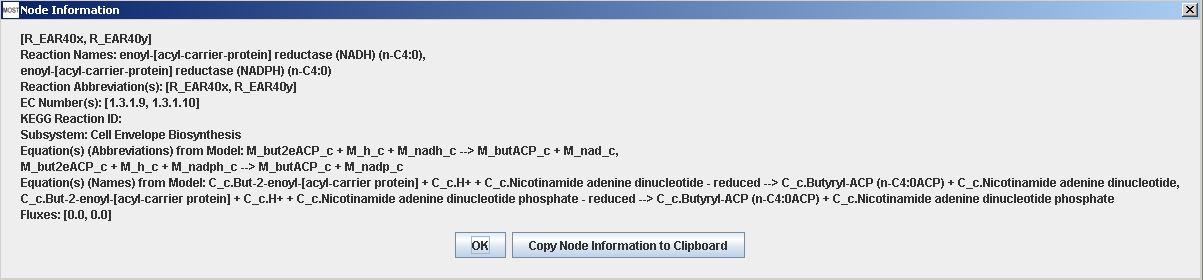 MOST Node Information
[R_EAR40x, R_EAR40y]
Reaction Names: enoyl-[acyl-carrier-protein] reductase (NADH) (n-C4:0),
enoyl-[acyl-carrier-protein] reductase (NADPH) (n-C4:0)
Reaction Abbreviation(s): [R_EAR40x, R_EAR40y]
EC Number(s): [1.3.1.9, 1.3.1.10]
KEGG Reaction ID:
Subsystem: Cell Envelope Biosynthesis
Equation(s) (Abbreviations) from Model: M_but2eACP_c + M_h_c + M_nadh_c --> M_butACP_c + M_nad_c,
M_but2eACP_c + M_h_c + M_nadph_c --> M_butACP_c + M_nadp_c
Equation(s) (Names) from Model: C_c.But-2-enoyl-[acyl-carrier protein] + C_c.H+ + C_c.Nicotinamide adenine dinucleotide - reduced --> C_c.Butyryl-ACP (n-C4:0ACP) + C_c.Nicotinamide adenine dinucleotide,
C_c.But-2-enoyl-[acyl-carrier protein] + C_c.H+ + C_c.Nicotinamide adenine dinucleotide phosphate - reduced --> C_c.Butyryl-ACP (n-C4:0ACP) + C_c.Nicotinamide adenine dinucleotide phosphate
Fluxes: [0.0, 0.0]
OK Copy Node Information to Clipboard